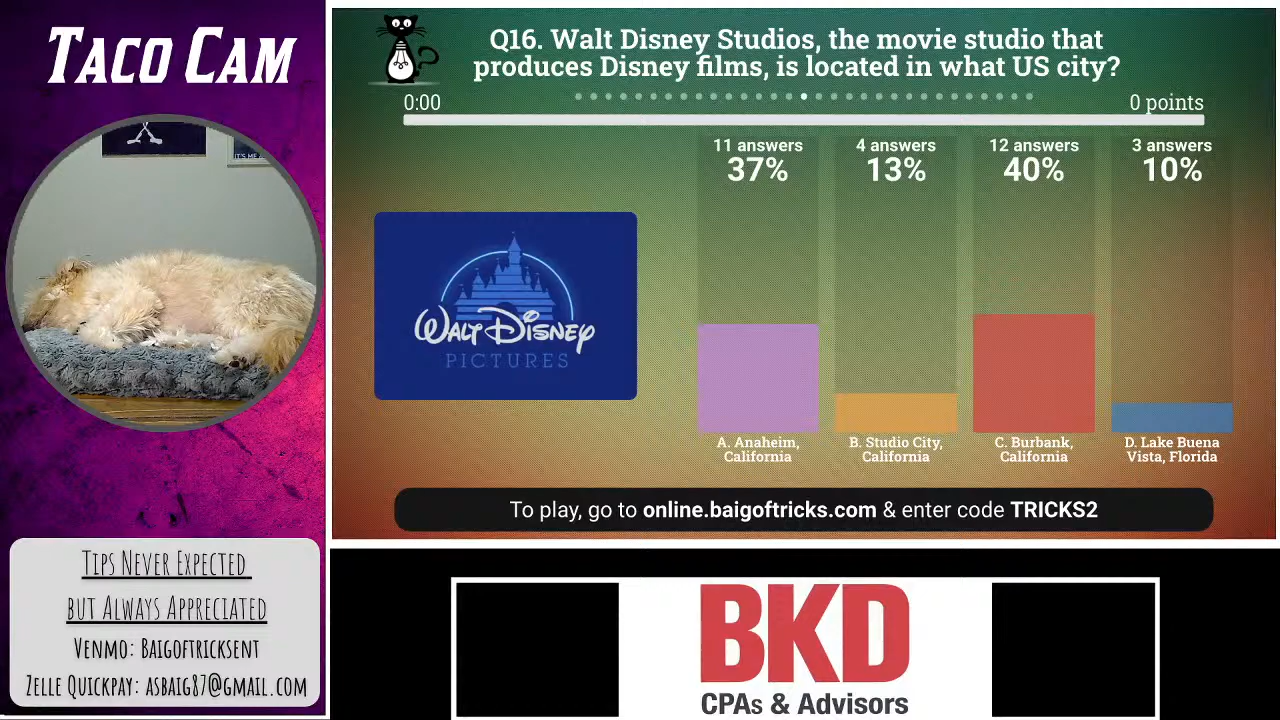 TACO CAM
IT'S ME
Q16. Walt Disney Studios, the movie studio that
produces Disney films, is located in what US city?
0:00
0 points
11 answers
37%
4 answers
13%
12 answers
40%
3 answers
10%
WALT DISNEY
PICTURES
A. Anaheim,
California
B. Studio City,
California
C. Burbank,
California
D. Lake Buena
Vista, Florida
To play, go to online.baigoftricks.com & enter code TRICKS2
TIPS NEVER EXPECTED
BUT ALWAYS APPRECIATED
VENMO: BAIGOFTRICKSENT
ZELLE QUICKPAY: ASBAIG87@GMAIL.COM
BKD
CPAs & Advisors